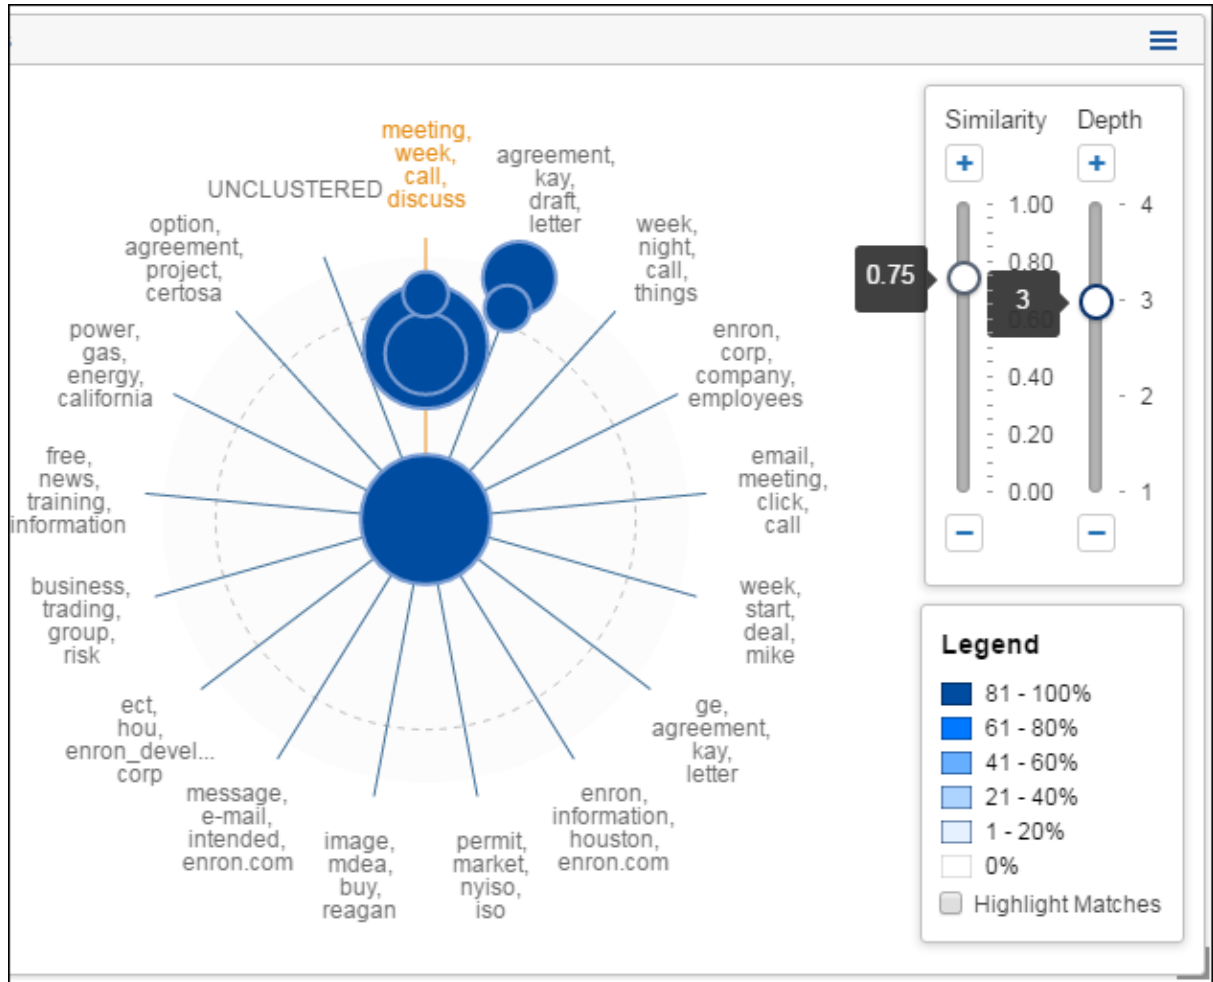 meeting,
week,
call,
discuss
agreement,
kay,
draft,
letter
week,
night,
call,
things
enron,
corp,
company,
employees
email,
meeting,
click,
call
week,
start,
deal,
mike
ge,
agreement,
kay,
letter
enron,
information,
houston,
enron.com
permit,
market,
nyiso,
iso
image,
mdea,
buy,
reagan
message,
e-mail,
intended,
enron.com
ect,
hou,
enron_devel...
corp
business,
trading,
group,
risk
free,
news,
training,
information
power,
gas,
energy,
california
option,
agreement,
project,
certosa
UNCLUSTERED
Similarity
+
1.00
0.80
0.60
0.40
0.20
0.00
−
0.75
Depth
+
4
3
2
1
−
3
Legend
81 - 100%
61 - 80%
41 - 60%
21 - 40%
1 - 20%
0%
Highlight Matches